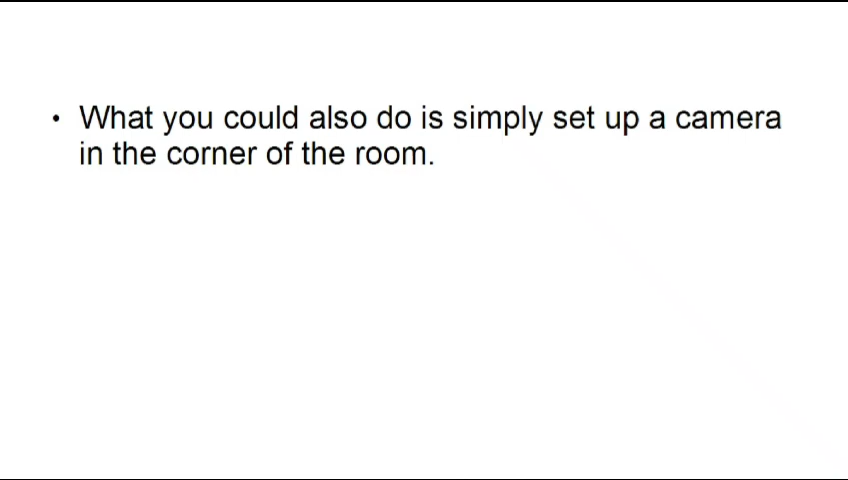 • What you could also do is simply set up a camera
in the corner of the room.